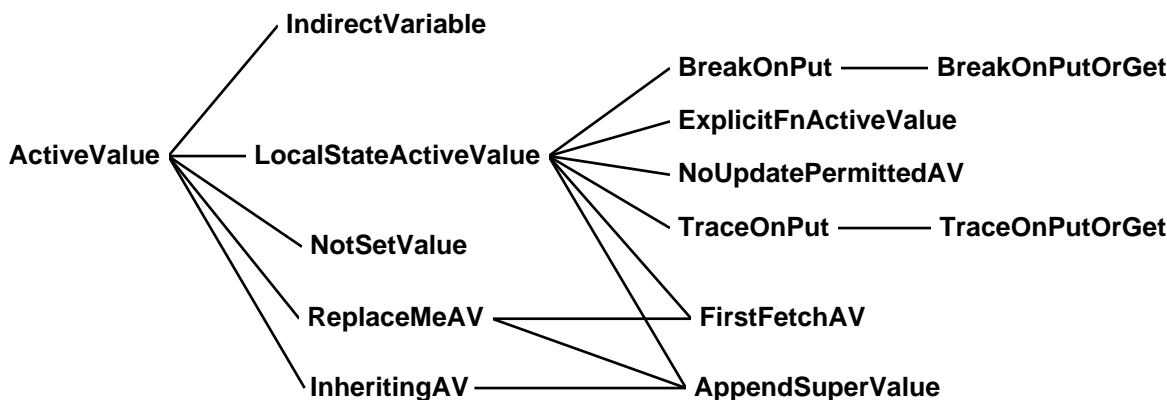 IndirectVariable
BreakOnPut BreakOnPutOrGet
ExplicitFnActiveValue
ActiveValue LocalStateActiveValue
NoUpdatePermittedAV
TraceOnPut TraceOnPutOrGet
NotSetValue
ReplaceMeAV FirstFetchAV
InheritingAV AppendSuperValue